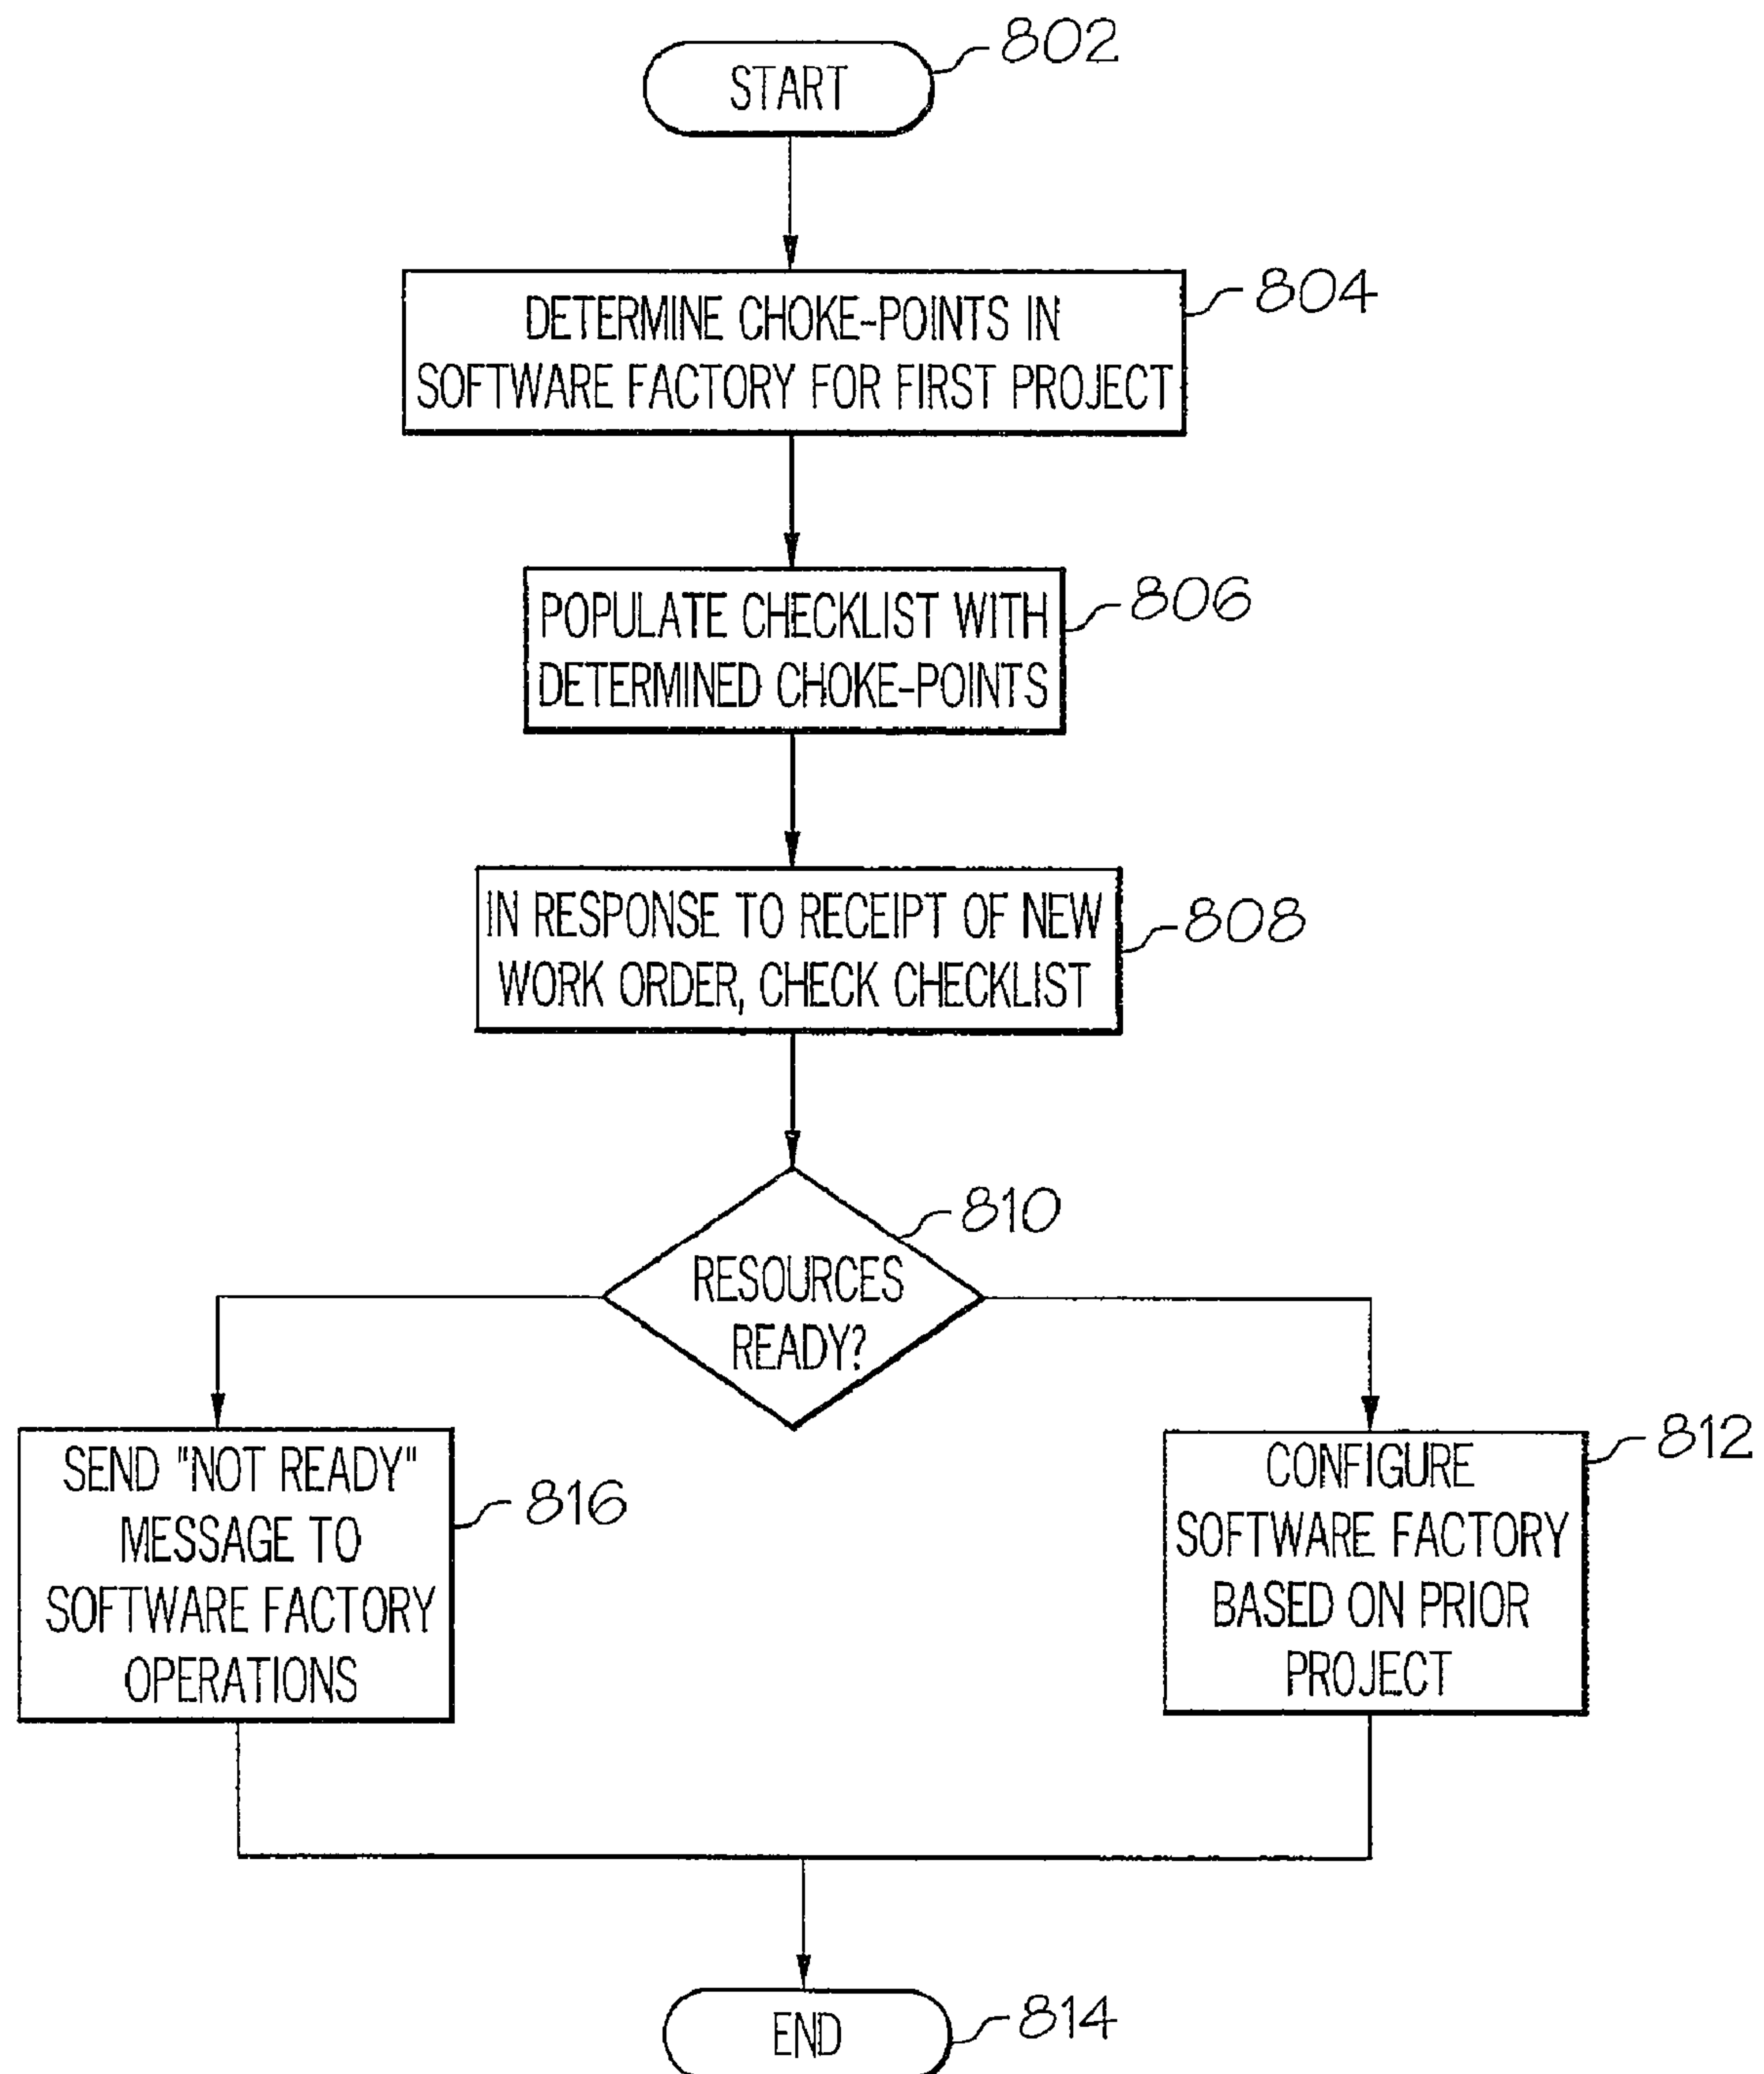 START
802
DETERMINE CHOKE-POINTS IN
SOFTWARE FACTORY FOR FIRST PROJECT
804
POPULATE CHECKLIST WITH
DETERMINED CHOKE-POINTS
806
IN RESPONSE TO RECEIPT OF NEW
WORK ORDER, CHECK CHECKLIST
808
RESOURCES
READY?
810
SEND "NOT READY"
MESSAGE TO
SOFTWARE FACTORY
OPERATIONS
816
CONFIGURE
SOFTWARE FACTORY
BASED ON PRIOR
PROJECT
812
END
814